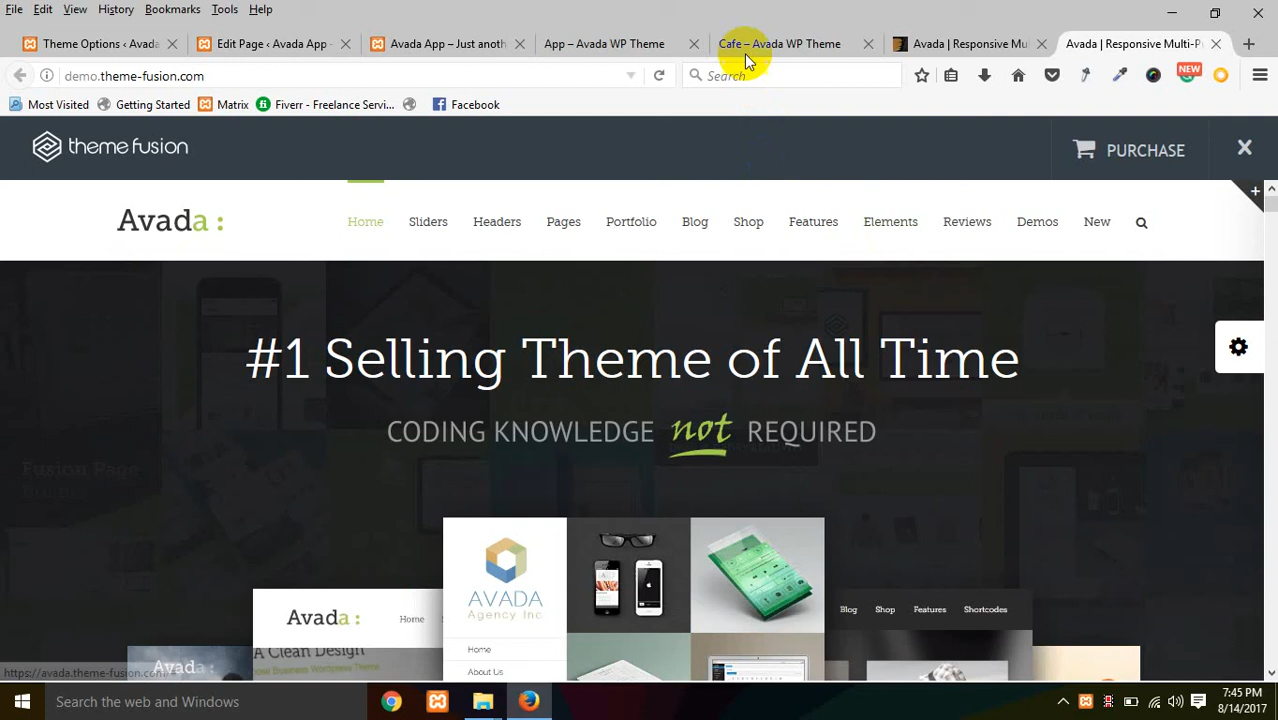 File Edit View History Bookmarks Tools Help
Theme Options ‹ Avada Edit Page ‹ Avada App - Avada App – Just anoth App – Avada WP Theme Cafe – Avada WP Theme Avada | Responsive Mu Avada | Responsive Multi-P
demo.theme-fusion.com Search NEW
Most Visited Getting Started Matrix Fiverr - Freelance Servi... Facebook
theme fusion PURCHASE
Avada : Home Sliders Headers Pages Portfolio Blog Shop Features Elements Reviews Demos New
#1 Selling Theme of All Time
CODING KNOWLEDGE not REQUIRED
Fusion Page
AVADA
Agency Inc
Avada : Home
Blog Shop Features Shortcodes
Home
A Clean Design
About Us
Avada
https://avada.theme-fusion.com/
Search the web and Windows
7:45 PM
8/14/2017